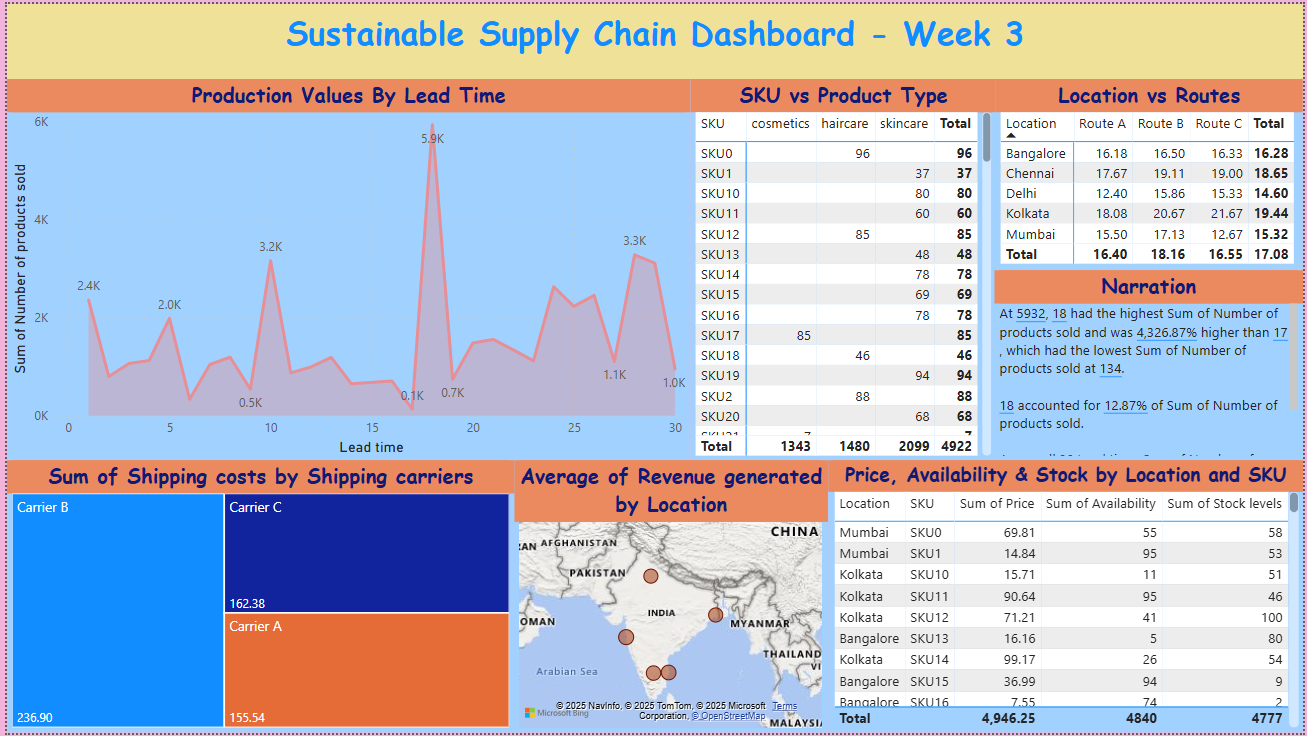 Sustainable Supply Chain Dashboard - Week 3
Production Values By Lead Time
6K
4K
2K
0K
Sum of Number of products sold
2.4K
2.0K
0.5K
3.2K
0.1K
5.9K
0.7K
1.1K
3.3K
1.0K
0 5 10 15 20 25 30
Lead time
SKU vs Product Type
SKU cosmetics haircare skincare Total
SKU0 96 96
SKU1 37 37
SKU10 80 80
SKU11 60 60
SKU12 85 85
SKU13 48 48
SKU14 78 78
SKU15 69 69
SKU16 78 78
SKU17 85 85
SKU18 46 46
SKU19 94 94
SKU2 88 88
SKU20 68 68
SKU21 7 7
Total 1343 1480 2099 4922
Location vs Routes
Location Route A Route B Route C Total
Bangalore 16.18 16.50 16.33 16.28
Chennai 17.67 19.11 19.00 18.65
Delhi 12.40 15.86 15.33 14.60
Kolkata 18.08 20.67 21.67 19.44
Mumbai 15.50 17.13 12.67 15.32
Total 16.40 18.16 16.55 17.08
Narration
At 5932, 18 had the highest Sum of Number of
products sold and was 4,326.87% higher than 17
, which had the lowest Sum of Number of
products sold at 134.
18 accounted for 12.87% of Sum of Number of
products sold.
Sum of Shipping costs by Shipping carriers
Carrier B
236.90
Carrier C
162.38
Carrier A
155.54
Average of Revenue generated
by Location
CHINA
AFGHANISTAN
PAKISTAN
INDIA
OMAN
MYANMAR
THAILAND
Arabian Sea
MALAYSIA
Microsoft Bing
© 2025 NavInfo, © 2025 TomTom, © 2025 Microsoft Terms
Corporation, © OpenStreetMap
Price, Availability & Stock by Location and SKU
Location SKU Sum of Price Sum of Availability Sum of Stock levels
Mumbai SKU0 69.81 55 58
Mumbai SKU1 14.84 95 53
Kolkata SKU10 15.71 11 51
Kolkata SKU11 90.64 95 46
Kolkata SKU12 71.21 41 100
Bangalore SKU13 16.16 5 80
Kolkata SKU14 99.17 26 54
Bangalore SKU15 36.99 94 9
Bangalore SKU16 7.55 74 2
Total 4,946.25 4840 4777